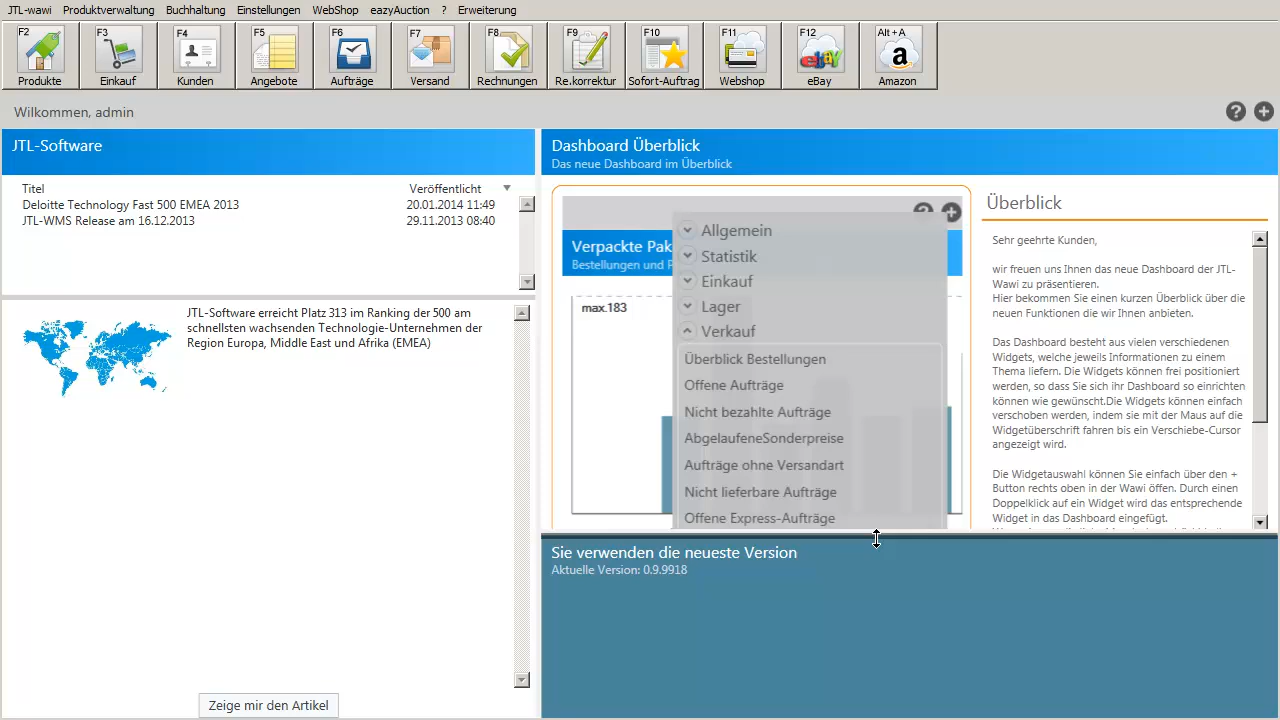 JTL-wawi Produktverwaltung Buchhaltung Einstellungen WebShop eazyAuction ? Erweiterung
F2 F3 F4 F5 F6 F7 F8 F9 F10 F11 F12 Alt + A
Produkte Einkauf Kunden Angebote Aufträge Versand Rechnungen Re.korrektur Sofort-Auftrag Webshop eBay Amazon
Wilkommen, admin
JTL-Software
Titel Veröffentlicht
Deloitte Technology Fast 500 EMEA 2013 20.01.2014 11:49
JTL-WMS Release am 16.12.2013 29.11.2013 08:40
JTL-Software erreicht Platz 313 im Ranking der 500 am
schnellsten wachsenden Technologie-Unternehmen der
Region Europa, Middle East und Afrika (EMEA)
Zeige mir den Artikel
Dashboard Überblick
Das neue Dashboard im Überblick
Verpackte Pak
Bestellungen und P
max.183
Allgemein
Statistik
Einkauf
Lager
Verkauf
Überblick Bestellungen
Offene Aufträge
Nicht bezahlte Aufträge
AbgelaufeneSonderpreise
Aufträge ohne Versandart
Nicht lieferbare Aufträge
Offene Express-Aufträge
Überblick
Sehr geehrte Kunden,
wir freuen uns Ihnen das neue Dashboard der JTL-
Wawi zu präsentieren.
Hier bekommen Sie einen kurzen Überblick über die
neuen Funktionen die wir Ihnen anbieten.
Das Dashboard besteht aus vielen verschiedenen
Widgets, welche jeweils Informationen zu einem
Thema liefern. Die Widgets können frei positioniert
werden, so dass Sie sich ihr Dashboard so einrichten
können wie gewünscht.Die Widgets können einfach
verschoben werden, indem sie mit der Maus auf die
Widgetüberschrift fahren bis ein Verschiebe-Cursor
angezeigt wird.
Die Widgetauswahl können Sie einfach über den +
Button rechts oben in der Wawi öffen. Durch einen
Doppelklick auf ein Widget wird das entsprechende
Widget in das Dashboard eingefügt.
Sie verwenden die neueste Version
Aktuelle Version: 0.9.9918